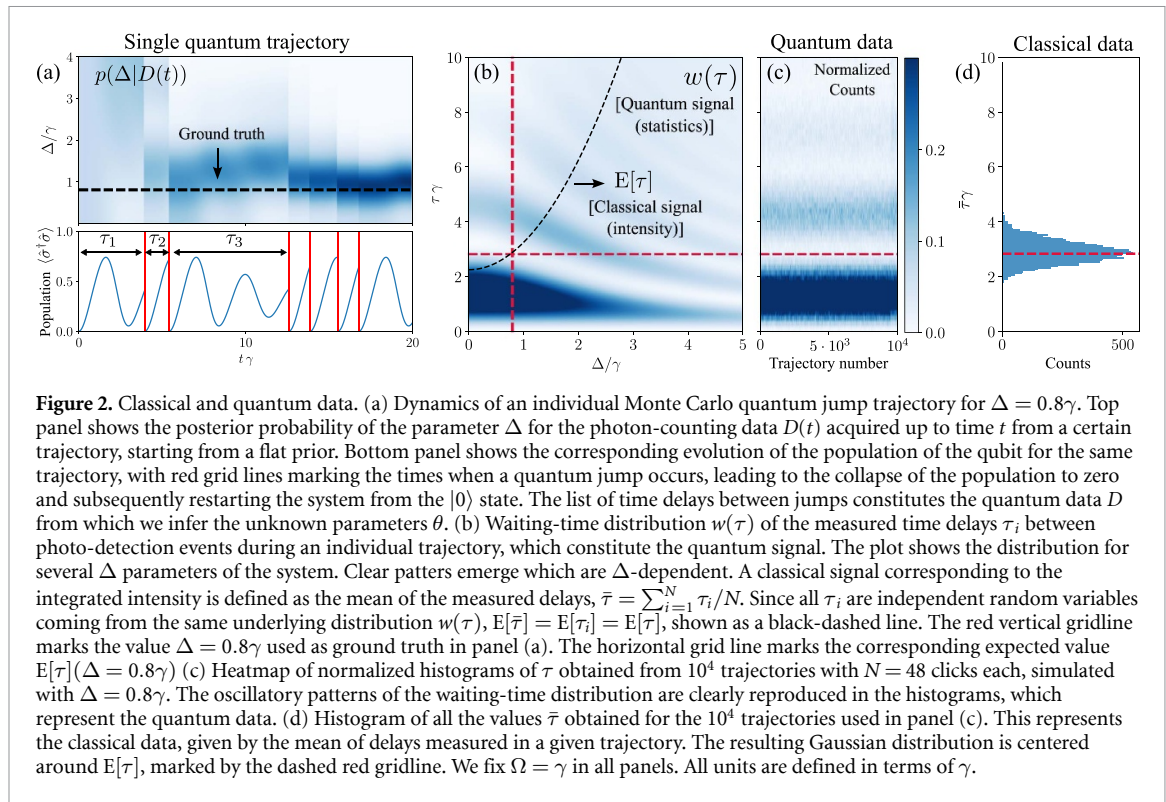 Single quantum trajectory
Quantum data
Classical data
(a)
p(Δ|D(t))
Ground truth
Δ/γ
4
3
2
1
τ₁
τ₂
τ₃
Population ⟨σ̂†σ̂⟩
1.0
0.5
0.0
0
10
20
t γ
(b)
w(τ)
[Quantum signal
(statistics)]
E[τ]
[Classical signal
(intensity)]
τ γ
10
8
6
4
2
0
0
1
2
3
4
5
Δ/γ
(c)
Normalized
Counts
0
5 · 10³
10⁴
Trajectory number
0.2
0.1
0.0
(d)
τ̄γ
10
8
6
4
2
0
0
500
Counts
Figure 2. Classical and quantum data. (a) Dynamics of an individual Monte Carlo quantum jump trajectory for Δ = 0.8γ. Top
panel shows the posterior probability of the parameter Δ for the photon-counting data D(t) acquired up to time t from a certain
trajectory, starting from a flat prior. Bottom panel shows the corresponding evolution of the population of the qubit for the same
trajectory, with red grid lines marking the times when a quantum jump occurs, leading to the collapse of the population to zero
and subsequently restarting the system from the |0⟩ state. The list of time delays between jumps constitutes the quantum data D
from which we infer the unknown parameters θ. (b) Waiting-time distribution w(τ) of the measured time delays τᵢ between
photo-detection events during an individual trajectory, which constitute the quantum signal. The plot shows the distribution for
several Δ parameters of the system. Clear patters emerge which are Δ-dependent. A classical signal corresponding to the
integrated intensity is defined as the mean of the measured delays, τ̄ = ∑ᴺᵢ₌₁ τᵢ/N. Since all τᵢ are independent random variables
coming from the same underlying distribution w(τ), E[τ̄] = E[τᵢ] = E[τ], shown as a black-dashed line. The red vertical gridline
marks the value Δ = 0.8γ used as ground truth in panel (a). The horizontal grid line marks the corresponding expected value
E[τ](Δ = 0.8γ) (c) Heatmap of normalized histograms of τ obtained from 10⁴ trajectories with N = 48 clicks each, simulated
with Δ = 0.8γ. The oscillatory patterns of the waiting-time distribution are clearly reproduced in the histograms, which
represent the quantum data. (d) Histogram of all the values τ̄ obtained for the 10⁴ trajectories used in panel (c). This represents
the classical data, given by the mean of delays measured in a given trajectory. The resulting Gaussian distribution is centered
around E[τ], marked by the dashed red gridline. We fix Ω = γ in all panels. All units are defined in terms of γ.